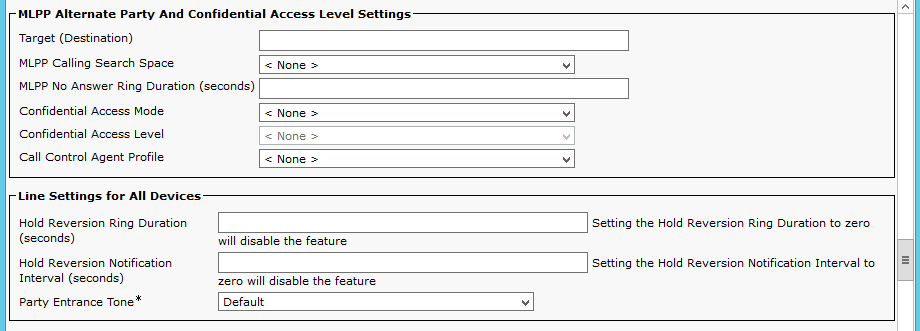 MLPP Alternate Party And Confidential Access Level Settings
Target (Destination)
MLPP Calling Search Space < None >
MLPP No Answer Ring Duration (seconds)
Confidential Access Mode < None >
Confidential Access Level < None >
Call Control Agent Profile < None >
Line Settings for All Devices
Hold Reversion Ring Duration (seconds) Setting the Hold Reversion Ring Duration to zero
will disable the feature
Hold Reversion Notification Interval (seconds) Setting the Hold Reversion Notification Interval to
zero will disable the feature
Party Entrance Tone* Default